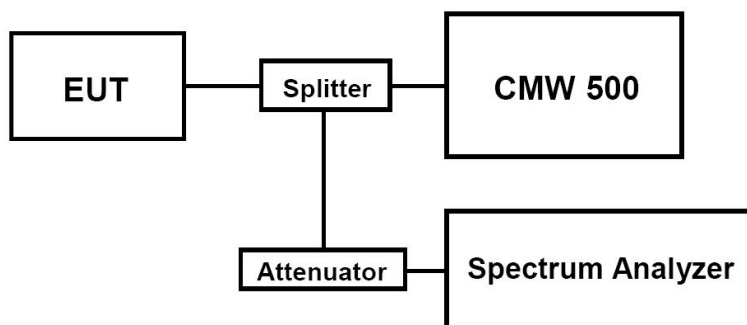 EUT
Splitter
CMW 500
Attenuator
Spectrum Analyzer